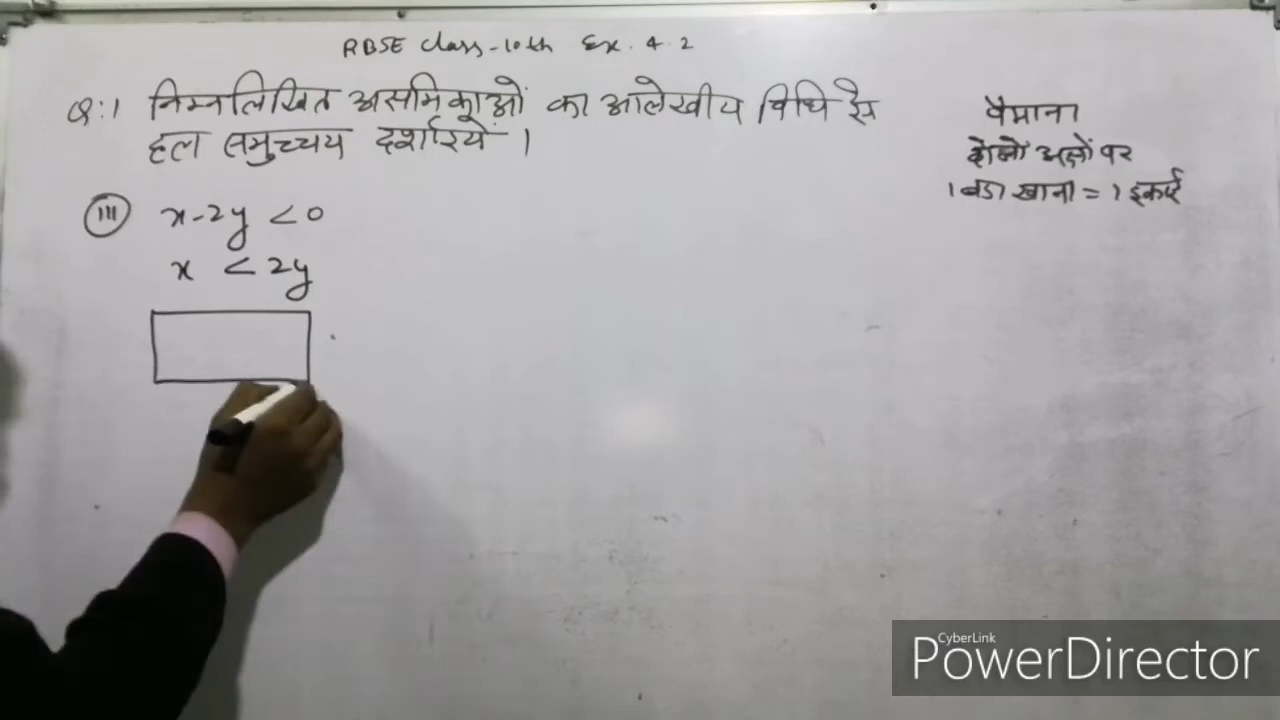 RBSE Class-10th Ex. 4.2
Q:1 निम्नलिखित असमिकाओं का आलेखीय विधि से
हल समुच्चय दर्शारिये।
पैमाना
दोनों अक्षों पर
1 बडा खाना = 1 इकाई
(III) x-2y <0
x < 2y
CyberLink
PowerDirector